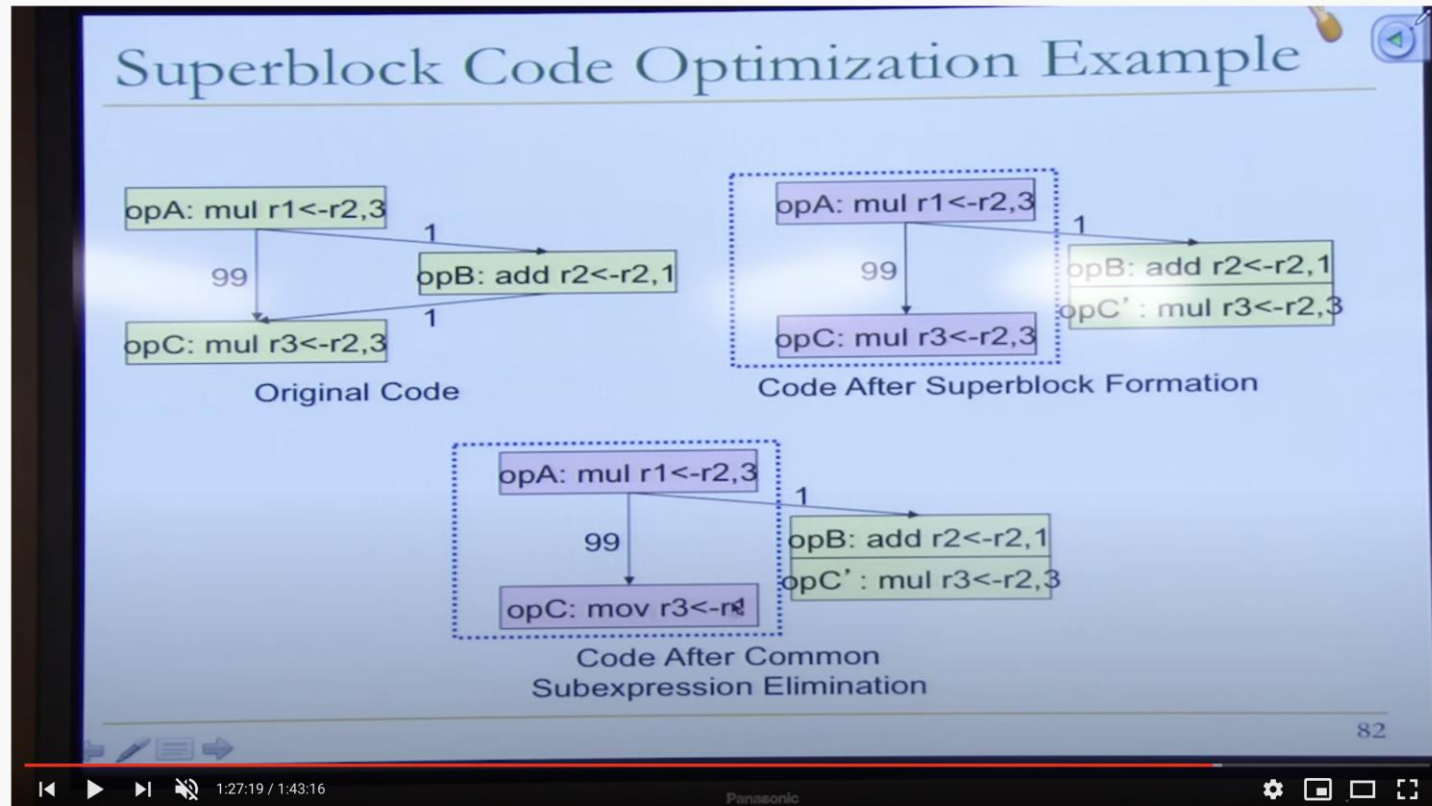 Superblock Code Optimization Example
opA: mul r1<-r2,3
99
1
opB: add r2<-r2,1
1
opC: mul r3<-r2,3
Original Code
opA: mul r1<-r2,3
99
1
opB: add r2<-r2,1
opC' : mul r3<-r2,3
opC: mul r3<-r2,3
Code After Superblock Formation
opA: mul r1<-r2,3
99
1
opB: add r2<-r2,1
opC' : mul r3<-r2,3
opC: mov r3<-r1
Code After Common
Subexpression Elimination
82
1:27:19 / 1:43:16
Panasonic